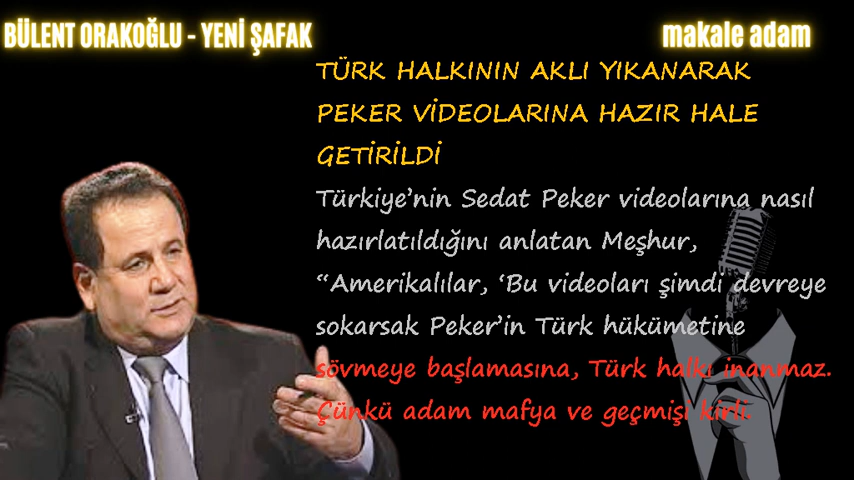 BÜLENT ORAKOĞLU - YENİ ŞAFAK
makale adam
TÜRK HALKININ AKLI YIKANARAK
PEKER VİDEOLARINA HAZIR HALE
GETİRİLDİ
Türkiye'nin Sedat Peker videolarına nasıl
hazırlatıldığını anlatan Meşhur,
“Amerikalılar, ‘Bu videoları şimdi devreye
sokarsak Peker’in Türk hükümetine
sövmeye başlamasına, Türk halkı inanmaz.
Çünkü adam mafya ve geçmişi kirli.